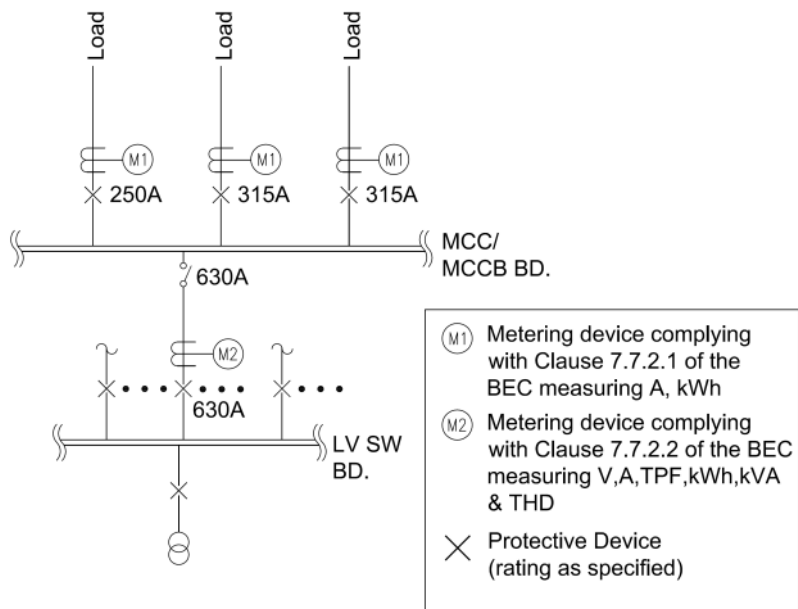 Load
Load
Load
M1
M1
M1
250A
315A
315A
MCC/
MCCB BD.
630A
M2
630A
LV SW
BD.
M1 Metering device complying
with Clause 7.7.2.1 of the
BEC measuring A, kWh
M2 Metering device complying
with Clause 7.7.2.2 of the BEC
measuring V,A,TPF,kWh,kVA
& THD
Protective Device
(rating as specified)